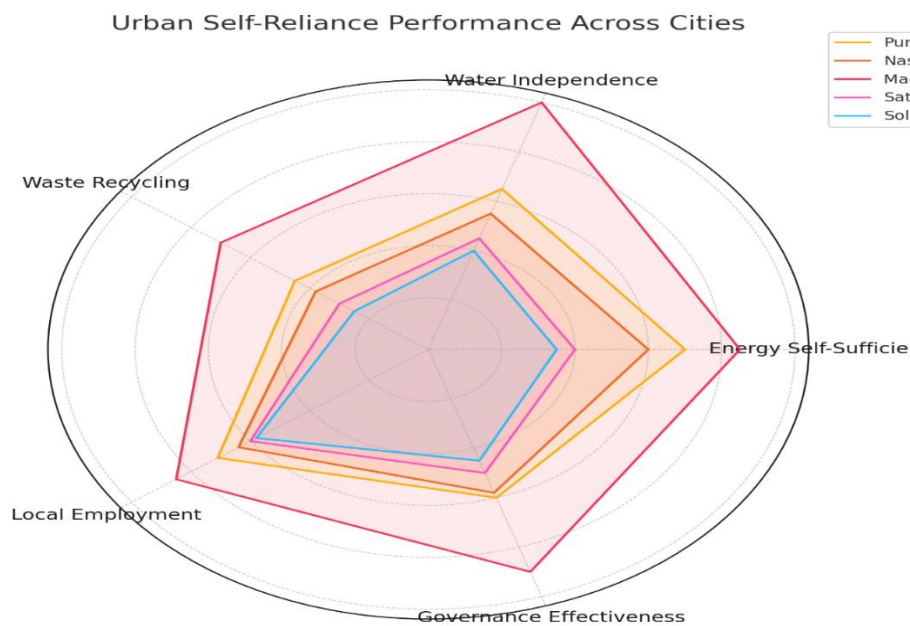 Urban Self-Reliance Performance Across Cities
Pur
Nas
Ma
Sat
Sol
Water Independence
Waste Recycling
Energy Self-Sufficie
Local Employment
Governance Effectiveness